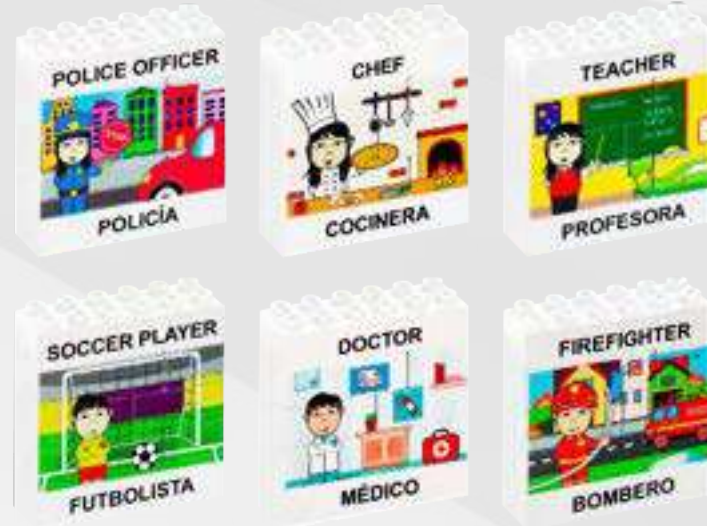 POLICE OFFICER
POLICÍA
CHEF
COCINERA
TEACHER
PROFESORA
SOCCER PLAYER
FUTBOLISTA
DOCTOR
MÉDICO
FIREFIGHTER
BOMBERO